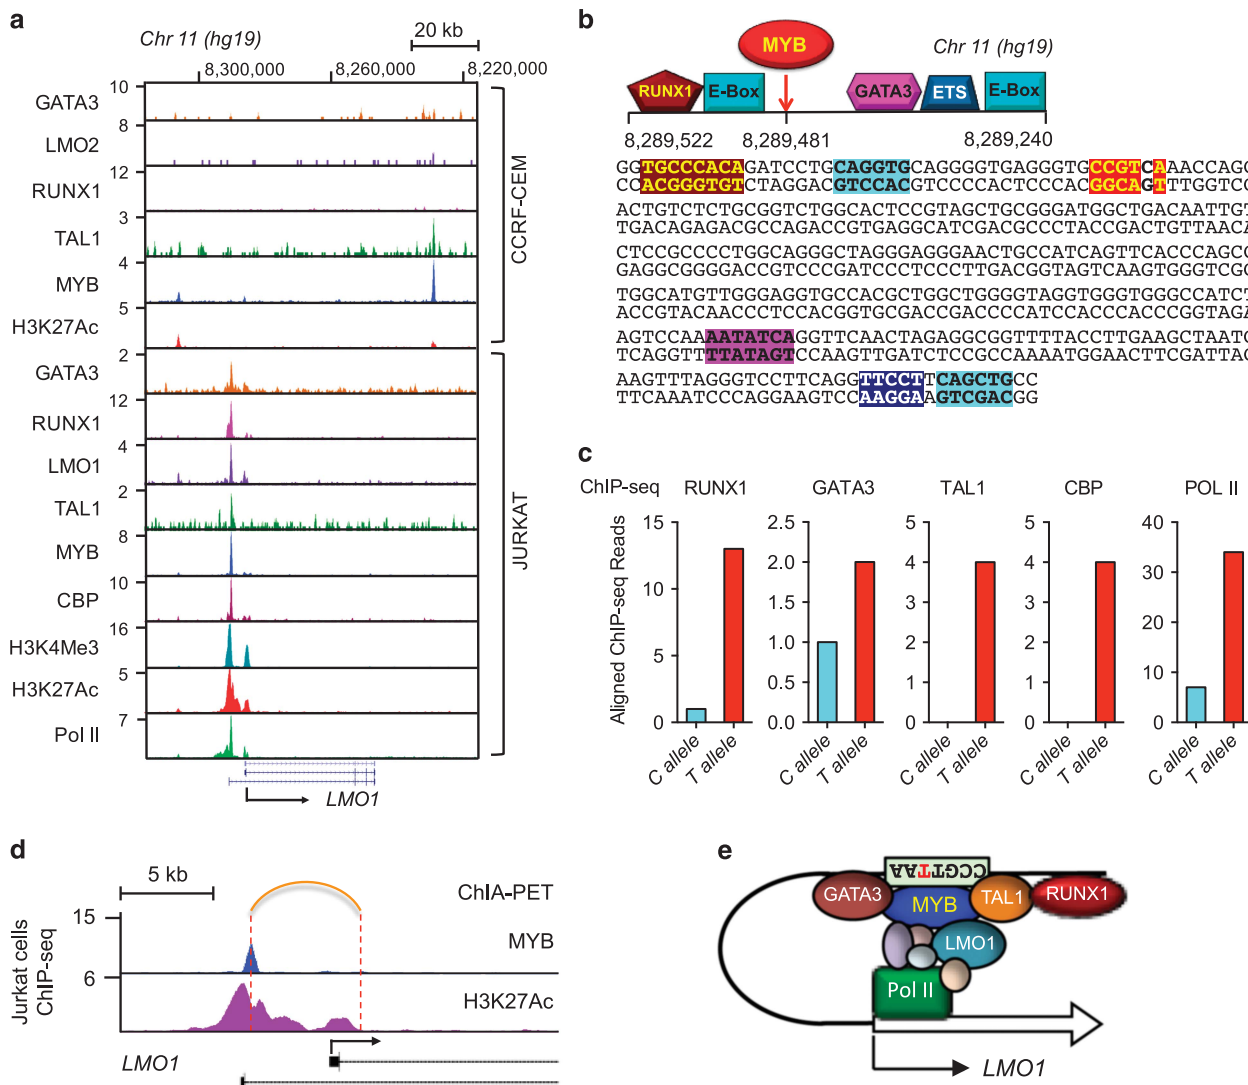 a
Chr 11 (hg19)
20 kb
8,300,000
8,260,000
8,220,000
GATA3
10
LMO2
8
RUNX1
12
TAL1
3
MYB
4
H3K27Ac
5
CCRF-CEM
GATA3
2
RUNX1
12
LMO1
4
TAL1
2
MYB
8
CBP
10
H3K4Me3
16
H3K27Ac
5
Pol II
7
JURKAT
LMO1
b
MYB
Chr 11 (hg19)
RUNX1
E-Box
GATA3
ETS
E-Box
8,289,522
8,289,481
8,289,240
GGTGCCCACAGATCCTGCAGGTGCAGGGGTGAGGGTGCCGTCAAACCAGC
CCACGGGTGTCTAGGACGTCCACGTCCCCACTCCCACGGCAGTTTGGTCG
ACTGTCTCTGCGGTCTGGCACTCCGTAGCTGCGGGATGGCTGACAATTGT
TGACAGAGACGCCAGACCGTGAGGCATCGACGCCCTACCGACTGTTAACA
CTCCGCCCCTGGCAGGGCTAGGGAGGGAACTGCCATCAGTTCACCCAGCG
GAGGCGGGGACCGTCCCGATCCCTCCCTTGACGGTAGTCAAGTGGGTCGC
TGGCATGTTGGGAGGTGCCACGCTGGCTGGGGTAGGTGGGTGGGCCATCT
ACCGTACAACCCTCCACGGTGCGACCGACCCCATCCACCCACCCGGTAGA
AGTCCAAAATATCAGGTTCAACTAGAGGCGGTTTTACCTTGAAGCTAATC
TCAGGTTTTATAGTCCAAGTTGATCTCCGCCAAAATGGAACTTCGATTAG
AAGTTTAGGGTCCTTCAGGTTCCTTCAGCTGCC
TTCAAATCCCAGGAAGTCCAAGGAAGTCGACGG
c
ChIP-seq
RUNX1
GATA3
TAL1
CBP
POL II
Aligned ChIP-seq Reads
15
10
5
0
C allele
T allele
2.5
2.0
1.5
1.0
0.5
0.0
C allele
T allele
5
4
3
2
1
0
C allele
T allele
5
4
3
2
1
0
C allele
T allele
40
30
20
10
0
C allele
T allele
d
5 kb
ChIA-PET
Jurkat cells
ChIP-seq
15
MYB
6
H3K27Ac
LMO1
e
CCGTTAA
GATA3
MYB
TAL1
RUNX1
LMO1
Pol II
LMO1